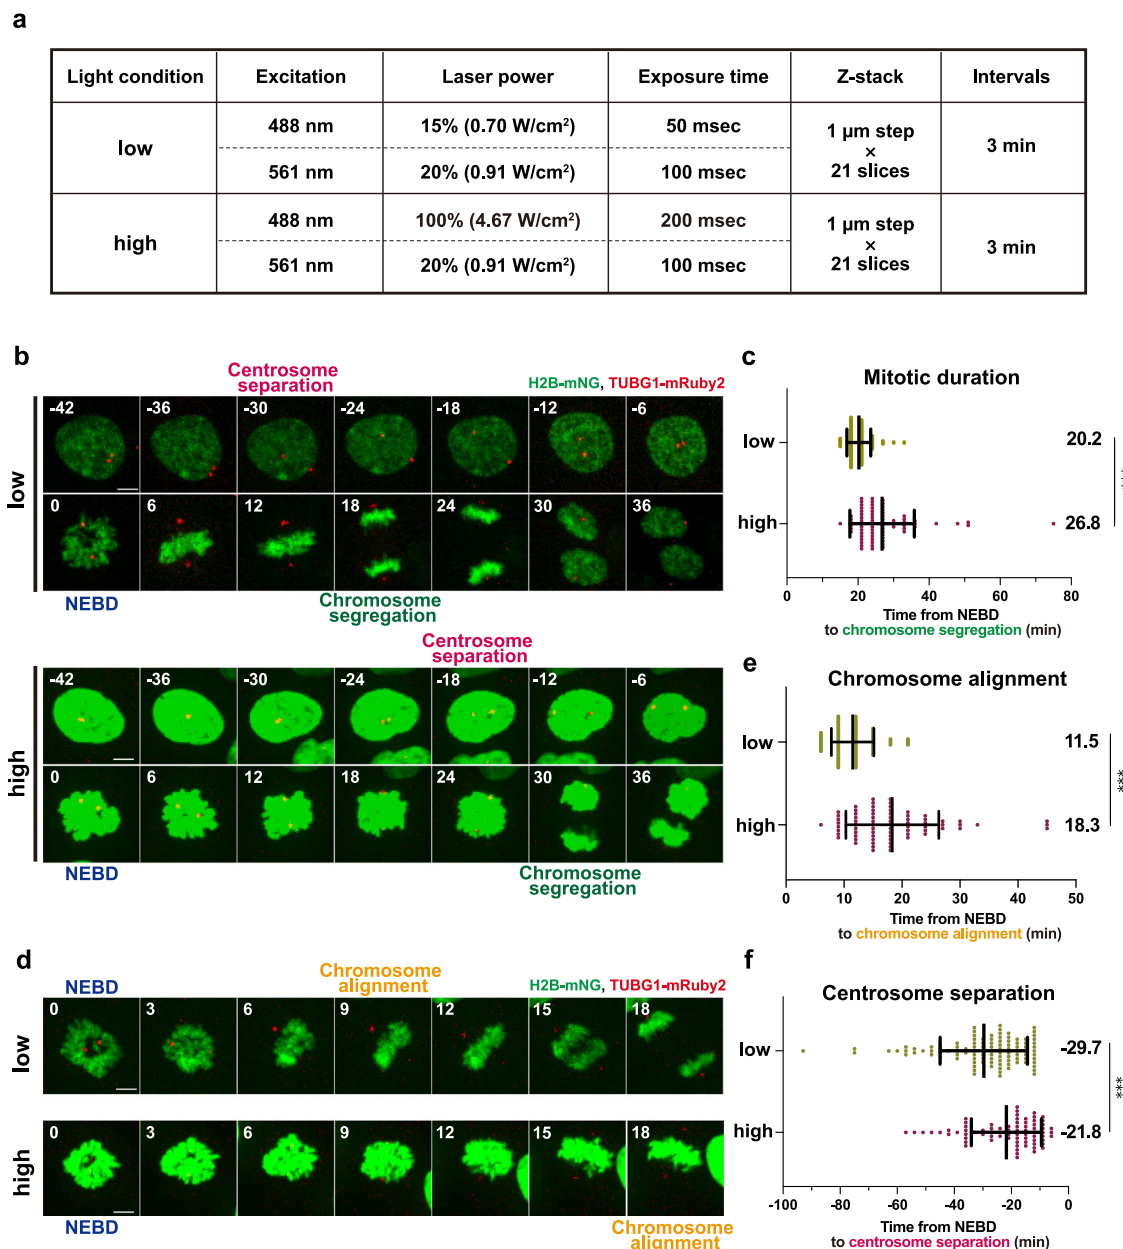 a
Light condition Excitation Laser power Exposure time Z-stack Intervals
low
488 nm 15% (0.70 W/cm²) 50 msec
561 nm 20% (0.91 W/cm²) 100 msec
1 µm step
×
21 slices
3 min
high
488 nm 100% (4.67 W/cm²) 200 msec
561 nm 20% (0.91 W/cm²) 100 msec
1 µm step
×
21 slices
3 min
b
Centrosome
separation
H2B-mNG, TUBG1-mRuby2
low
-42 -36 -30 -24 -18 -12 -6
0 6 12 18 24 30 36
NEBD
Chromosome
segregation
Centrosome
separation
high
-42 -36 -30 -24 -18 -12 -6
0 6 12 18 24 30 36
NEBD
Chromosome
segregation
c
Mitotic duration
low 20.2
high 26.8
***
20 40 60 80
Time from NEBD
to chromosome segregation (min)
e
Chromosome alignment
low 11.5
high 18.3
***
0 10 20 30 40 50
Time from NEBD
to chromosome alignment (min)
d
NEBD
Chromosome
alignment
H2B-mNG, TUBG1-mRuby2
low
0 3 6 9 12 15 18
high
0 3 6 9 12 15 18
NEBD
Chromosome
alignment
f
Centrosome separation
low -29.7
high -21.8
***
-100 -80 -60 -40 -20 0
Time from NEBD
to centrosome separation (min)